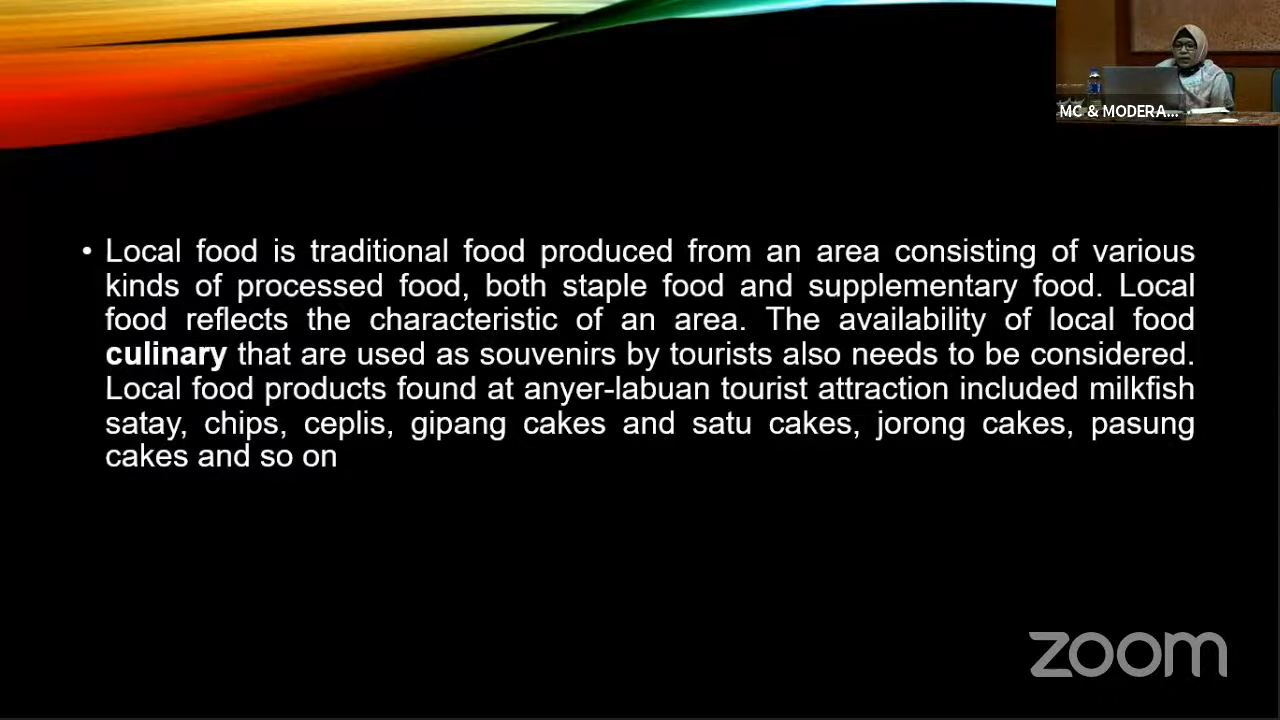 MC & MODERA...
• Local food is traditional food produced from an area consisting of various
kinds of processed food, both staple food and supplementary food. Local
food reflects the characteristic of an area. The availability of local food
culinary that are used as souvenirs by tourists also needs to be considered.
Local food products found at anyer-labuan tourist attraction included milkfish
satay, chips, ceplis, gipang cakes and satu cakes, jorong cakes, pasung
cakes and so on
zoom